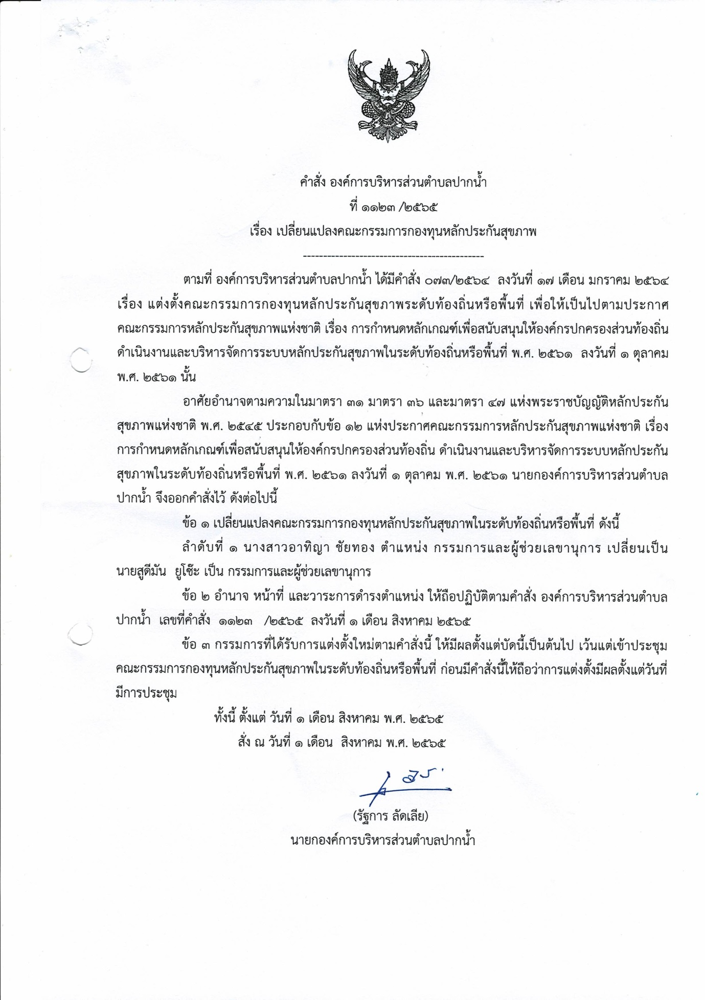 คำสั่ง องค์การบริหารส่วนตำบลปากน้ำ
ที่ ๑๑๒๓ /๒๕๖๕
เรื่อง เปลี่ยนแปลงคณะกรรมการกองทุนหลักประกันสุขภาพ
---------------------------------------------
ตามที่ องค์การบริหารส่วนตำบลปากน้ำ ได้มีคำสั่ง ๐๗๓/๒๕๖๔ ลงวันที่ ๑๗ เดือน มกราคม ๒๕๖๔
เรื่อง แต่งตั้งคณะกรรมการกองทุนหลักประกันสุขภาพระดับท้องถิ่นหรือพื้นที่ เพื่อให้เป็นไปตามประกาศ
คณะกรรมการหลักประกันสุขภาพแห่งชาติ เรื่อง การกำหนดหลักเกณฑ์เพื่อสนับสนุนให้องค์กรปกครองส่วนท้องถิ่น
ดำเนินงานและบริหารจัดการระบบหลักประกันสุขภาพในระดับท้องถิ่นหรือพื้นที่ พ.ศ. ๒๕๖๑ ลงวันที่ ๑ ตุลาคม
พ.ศ. ๒๕๖๑ นั้น
อาศัยอำนาจตามความในมาตรา ๓๑ มาตรา ๓๖ และมาตรา ๔๗ แห่งพระราชบัญญัติหลักประกัน
สุขภาพแห่งชาติ พ.ศ. ๒๕๔๕ ประกอบกับข้อ ๑๒ แห่งประกาศคณะกรรมการหลักประกันสุขภาพแห่งชาติ เรื่อง
การกำหนดหลักเกณฑ์เพื่อสนับสนุนให้องค์กรปกครองส่วนท้องถิ่น ดำเนินงานและบริหารจัดการระบบหลักประกัน
สุขภาพในระดับท้องถิ่นหรือพื้นที่ พ.ศ. ๒๕๖๑ ลงวันที่ ๑ ตุลาคม พ.ศ. ๒๕๖๑ นายกองค์การบริหารส่วนตำบล
ปากน้ำ จึงออกคำสั่งไว้ ดังต่อไปนี้
ข้อ ๑ เปลี่ยนแปลงคณะกรรมการกองทุนหลักประกันสุขภาพในระดับท้องถิ่นหรือพื้นที่ ดังนี้
ลำดับที่ ๑ นางสาวอาทิญา ชัยทอง ตำแหน่ง กรรมการและผู้ช่วยเลขานุการ เปลี่ยนเป็น
นายสูดีมัน ยูโซ๊ะ เป็น กรรมการและผู้ช่วยเลขานุการ
ข้อ ๒ อำนาจ หน้าที่ และวาระการดำรงตำแหน่ง ให้ถือปฏิบัติตามคำสั่ง องค์การบริหารส่วนตำบล
ปากน้ำ เลขที่คำสั่ง ๑๑๒๓ /๒๕๖๕ ลงวันที่ ๑ เดือน สิงหาคม ๒๕๖๕
ข้อ ๓ กรรมการที่ได้รับการแต่งตั้งใหม่ตามคำสั่งนี้ ให้มีผลตั้งแต่บัดนี้เป็นต้นไป เว้นแต่เข้าประชุม
คณะกรรมการกองทุนหลักประกันสุขภาพในระดับท้องถิ่นหรือพื้นที่ ก่อนมีคำสั่งนี้ให้ถือว่าการแต่งตั้งมีผลตั้งแต่วันที่
มีการประชุม
ทั้งนี้ ตั้งแต่ วันที่ ๑ เดือน สิงหาคม พ.ศ. ๒๕๖๕
สั่ง ณ วันที่ ๑ เดือน สิงหาคม พ.ศ. ๒๕๖๕
(รัฐการ ลัดเลีย)
นายกองค์การบริหารส่วนตำบลปากน้ำ